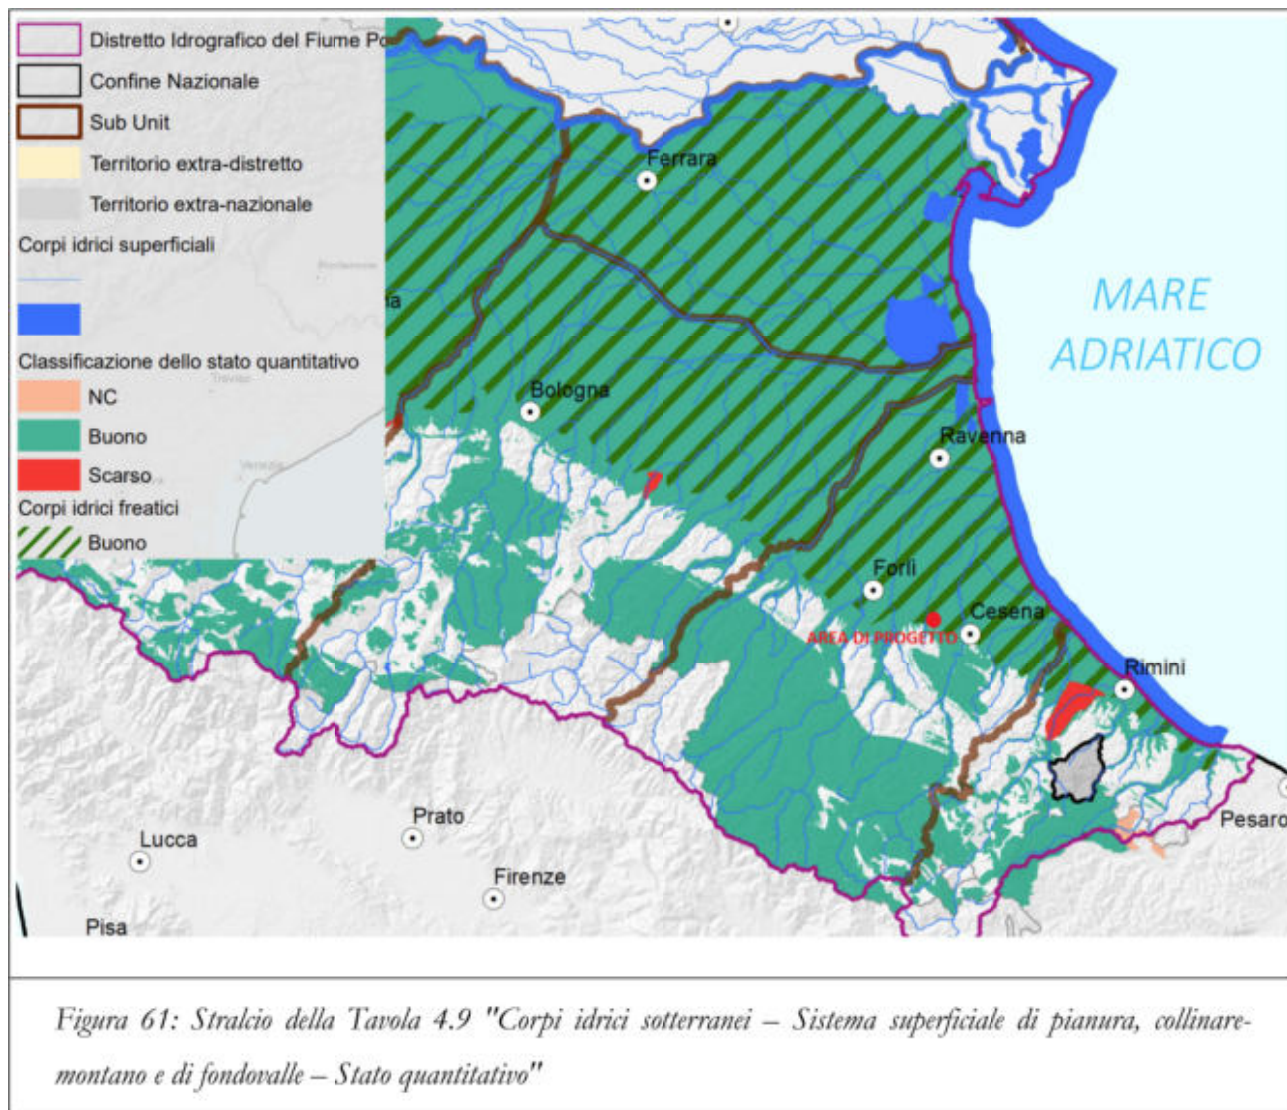 Distretto Idrografico del Fiume Po
Confine Nazionale
Sub Unit
Territorio extra-distretto
Territorio extra-nazionale
Corpi idrici superficiali
Classificazione dello stato quantitativo
NC
Buono
Scarso
Corpi idrici freatici
Buono
Treviso
Venezia
Ferrara
Bologna
Ravenna
MARE
ADRIATICO
Forlì
Cesena
AREA DI PROGETTO
Rimini
Pesaro
Prato
Lucca
Firenze
Pisa
Figura 61: Stralcio della Tavola 4.9 "Corpi idrici sotterranei – Sistema superficiale di pianura, collinare-
montano e di fondovalle – Stato quantitativo"